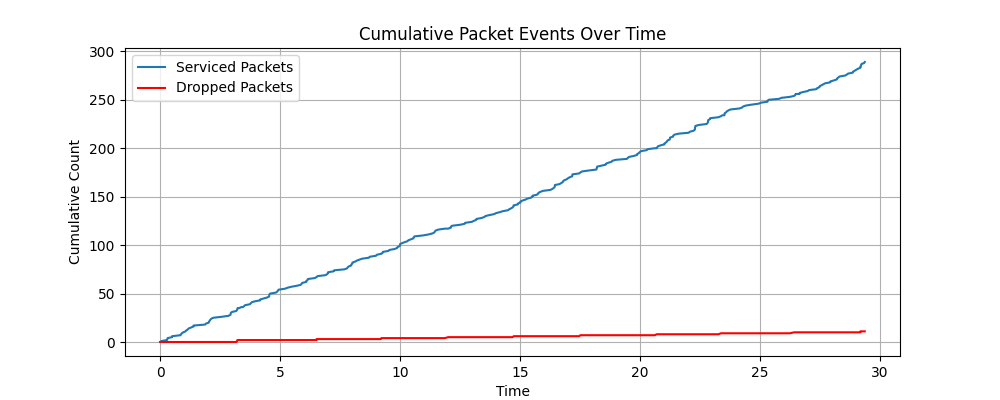 Cumulative Packet Events Over Time
Serviced Packets
Dropped Packets
Cumulative Count
300
250
200
150
100
50
0
0 5 10 15 20 25 30
Time